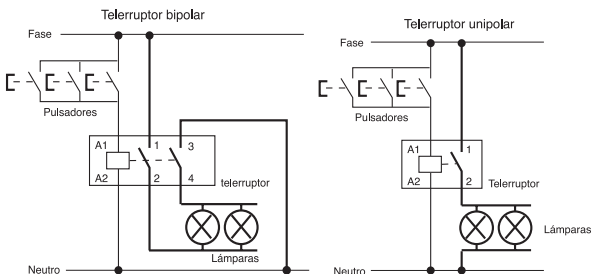 Telerruptor bipolar
Fase
Pulsadores
A1
1
3
A2
2
4
telerruptor
Lámparas
Neutro
Telerruptor unipolar
Fase
Pulsadores
A1
1
A2
2
Telerruptor
Lámparas
Neutro